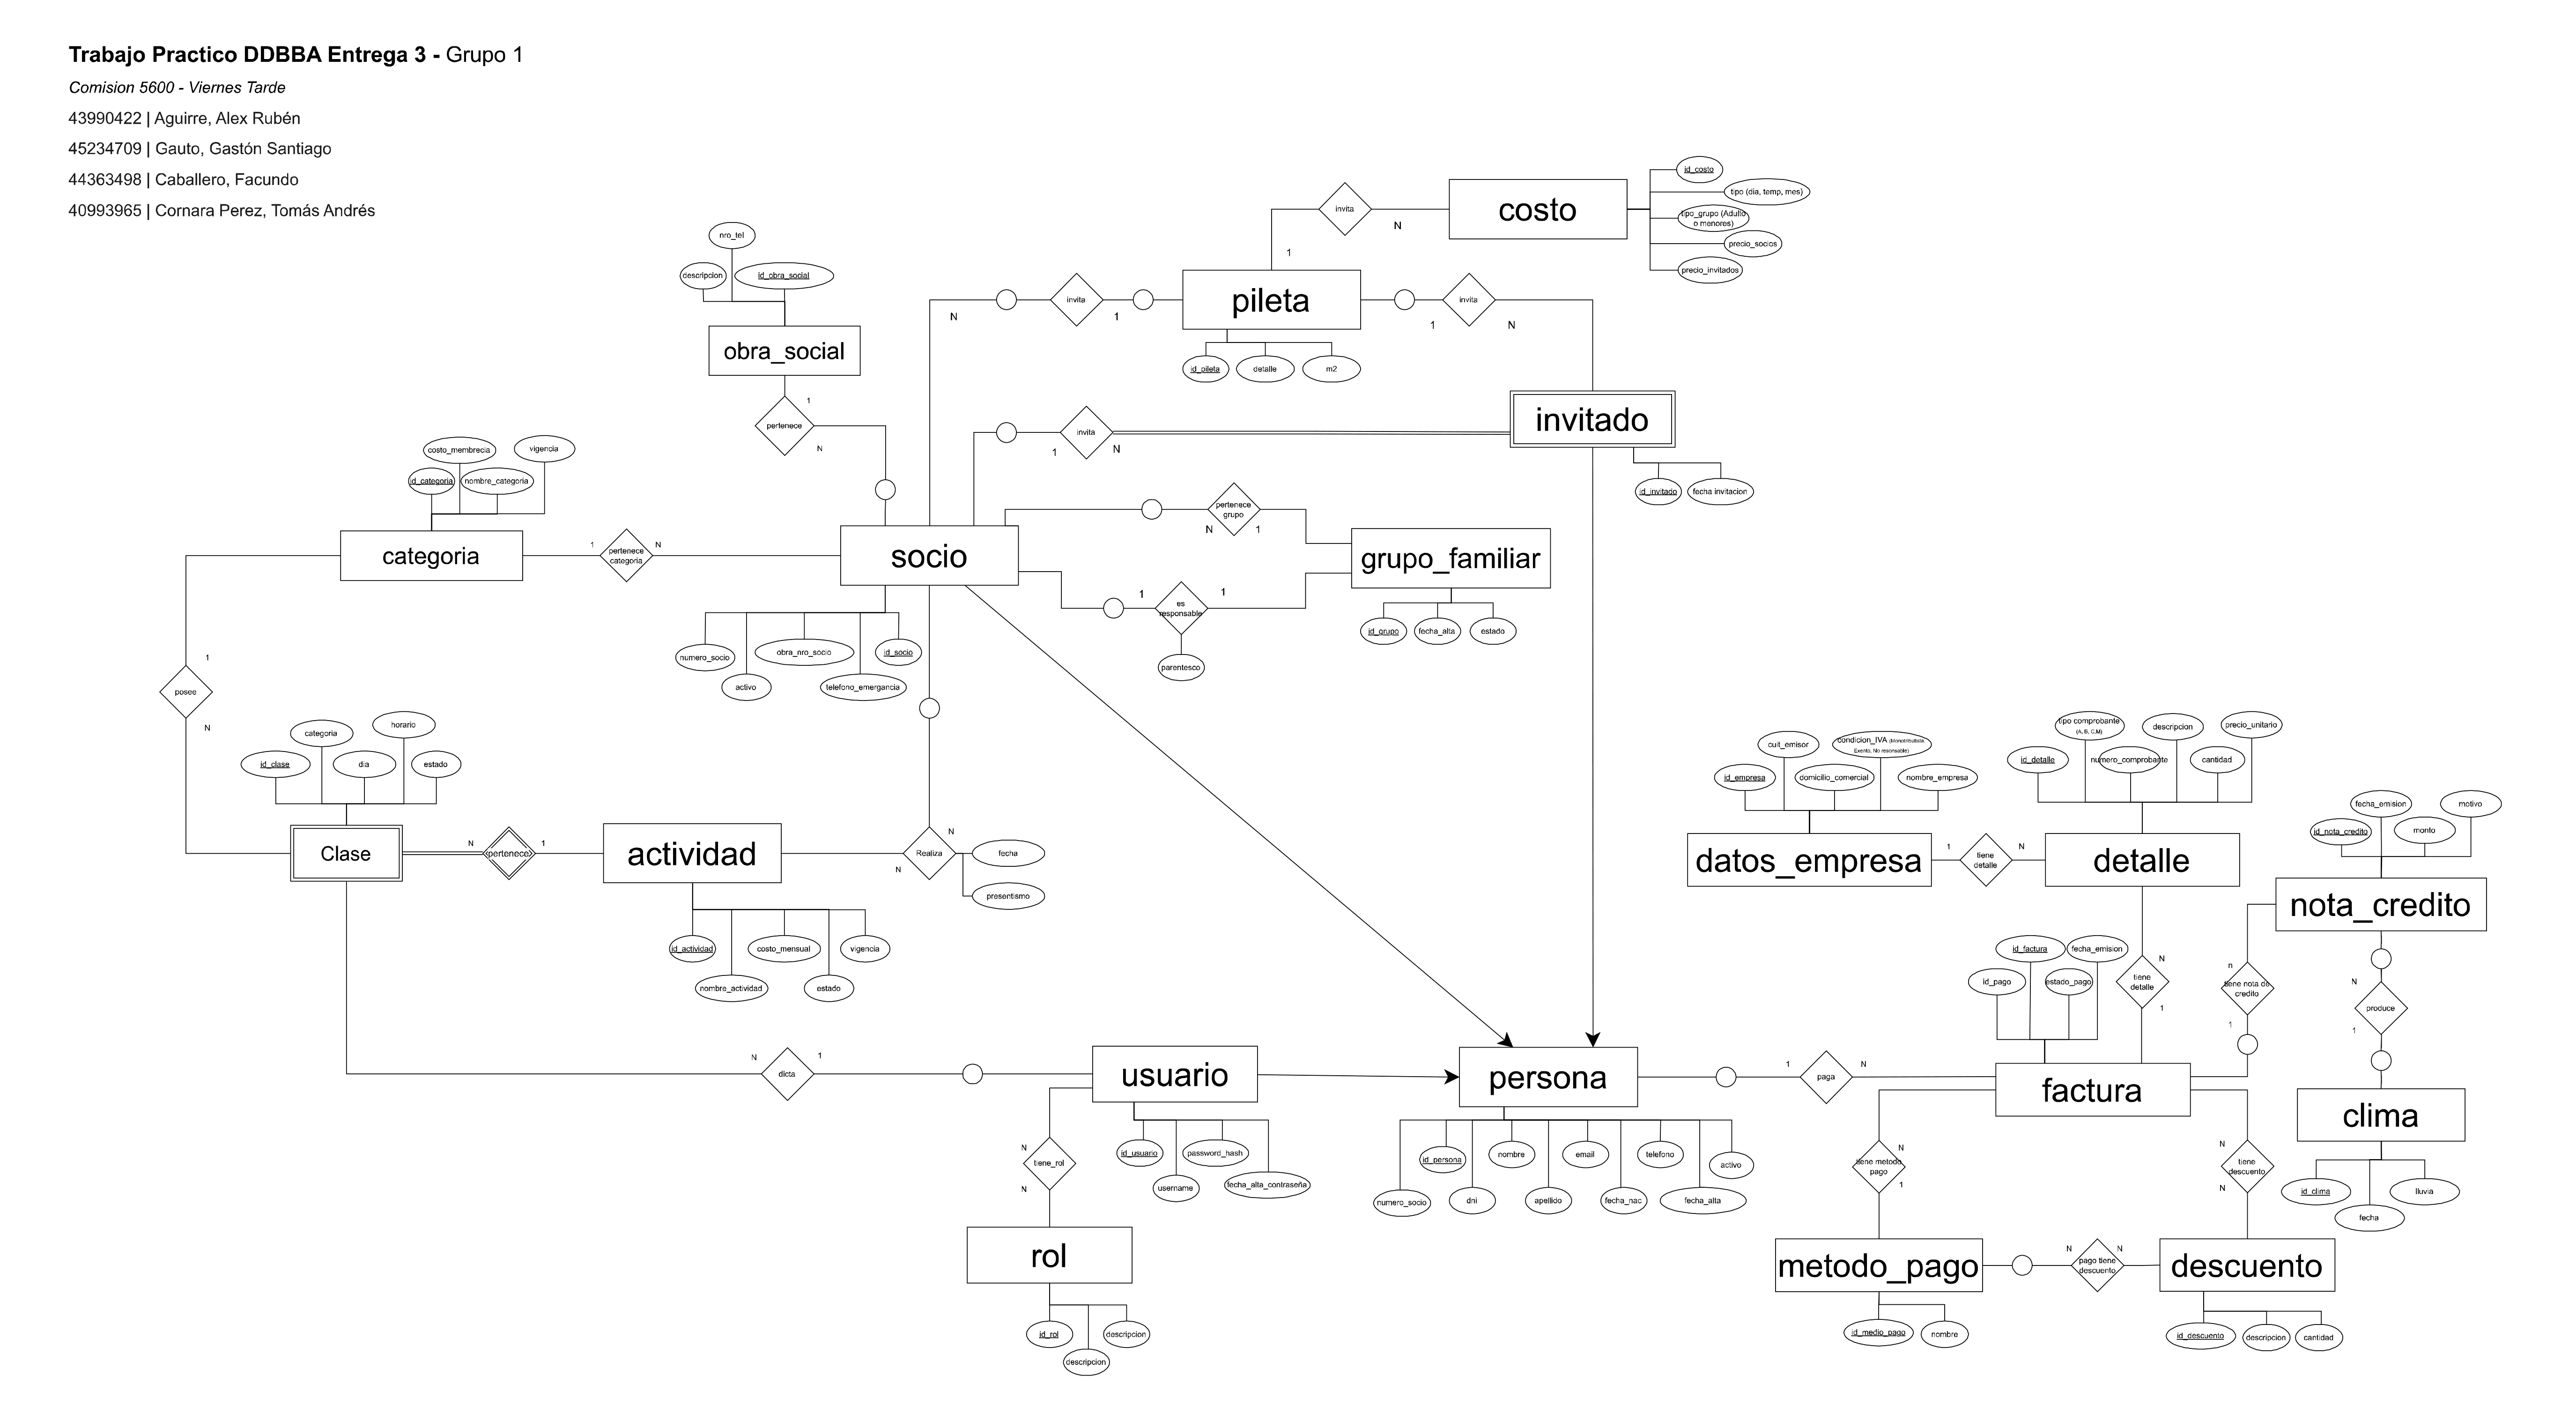 Trabajo Practico DDBBA Entrega 3 - Grupo 1
Comision 5600 - Viernes Tarde
43990422 | Aguirre, Alex Rubén
45234709 | Gauto, Gastón Santiago
44363498 | Caballero, Facundo
40993965 | Cornara Perez, Tomás Andrés
id_costo
tipo (dia, temp, mes)
tipo_grupo (Adulto
o menores)
precio_socios
precio_invitados
costo
invita
N
1
nro_tel
descripcion
id_obra_social
obra_social
pertenece
1
N
N
invita
1
pileta
1
invita
N
id_pileta
detalle
m2
invitado
invita
1
N
id_invitado
fecha invitacion
costo_membrecia
vigencia
id_categoria
nombre_categoria
categoria
1
pertenece
categoria
N
socio
pertenece
grupo
N
1
grupo_familiar
1
es
responsable
1
parentesco
id_grupo
fecha_alta
estado
numero_socio
obra_nro_socio
id_socio
activo
telefono_emergancia
1
posee
N
categoria
horario
id_clase
dia
estado
Clase
N
pertenece
1
actividad
N
Realiza
N
fecha
presentismo
id_actividad
costo_mensual
vigencia
nombre_actividad
estado
cuit_emisor
condicion_IVA (Monotributista,
Exento, No resonsable)
id_empresa
domicilio_comercial
nombre_empresa
datos_empresa
1
tiene
detalle
N
tipo comprobante
(A, B, C,M)
descripcion
precio_unitario
id_detalle
numero_comprobante
cantidad
detalle
fecha_emision
motivo
id_nota_credito
monto
nota_credito
id_factura
fecha_emision
id_pago
estado_pago
N
tiene
detalle
1
n
tiene nota de
credito
1
N
produce
1
N
dicta
1
usuario
persona
1
paga
N
factura
clima
id_clima
lluvia
fecha
id_usuario
password_hash
username
fecha_alta_contraseña
N
tiene_rol
N
rol
id_rol
descripcion
descripcion
id_persona
nombre
email
telefono
activo
numero_socio
dni
apellido
fecha_nac
fecha_alta
N
tiene metodo
pago
1
N
tiene
descuento
N
metodo_pago
N
pago tiene
descuento
N
descuento
id_medio_pago
nombre
id_descuento
descripcion
cantidad